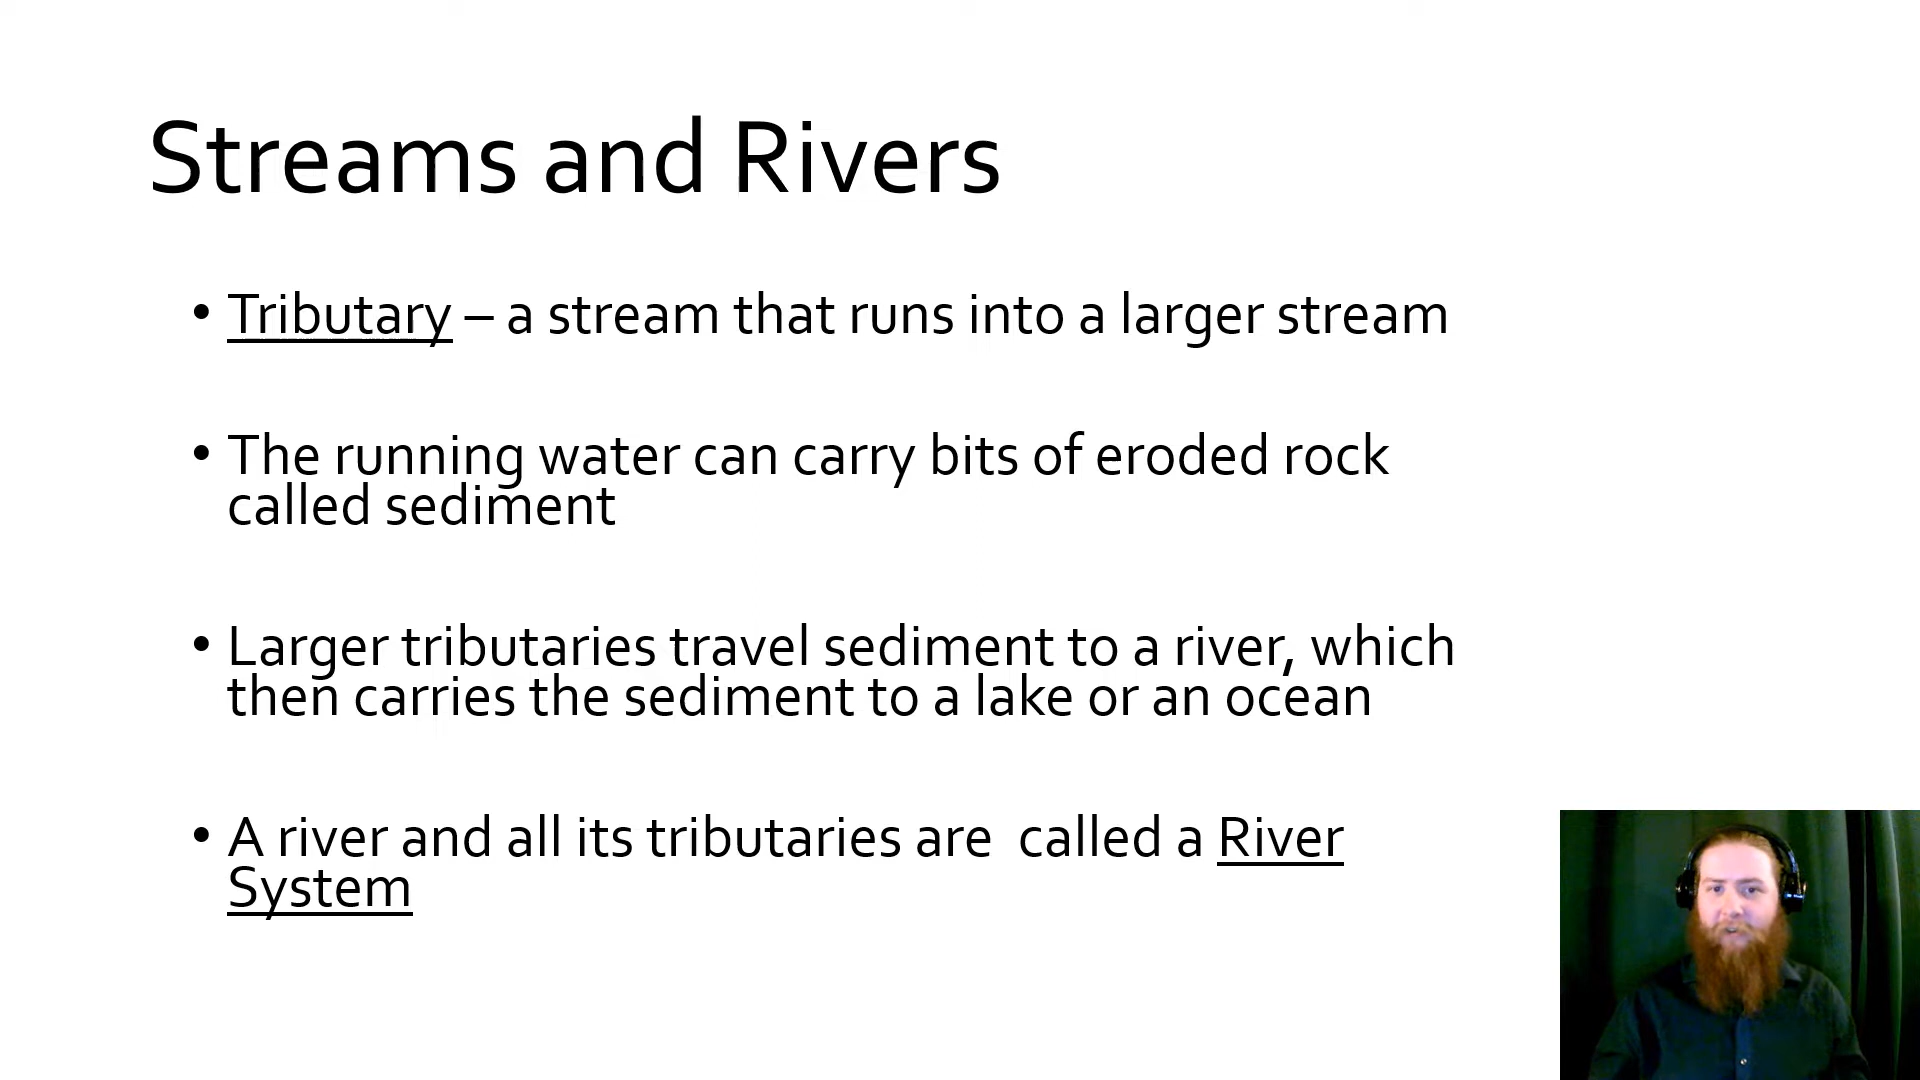 Streams and Rivers
• Tributary – a stream that runs into a larger stream
• The running water can carry bits of eroded rock
called sediment
• Larger tributaries travel sediment to a river, which
then carries the sediment to a lake or an ocean
• A river and all its tributaries are  called a River
System